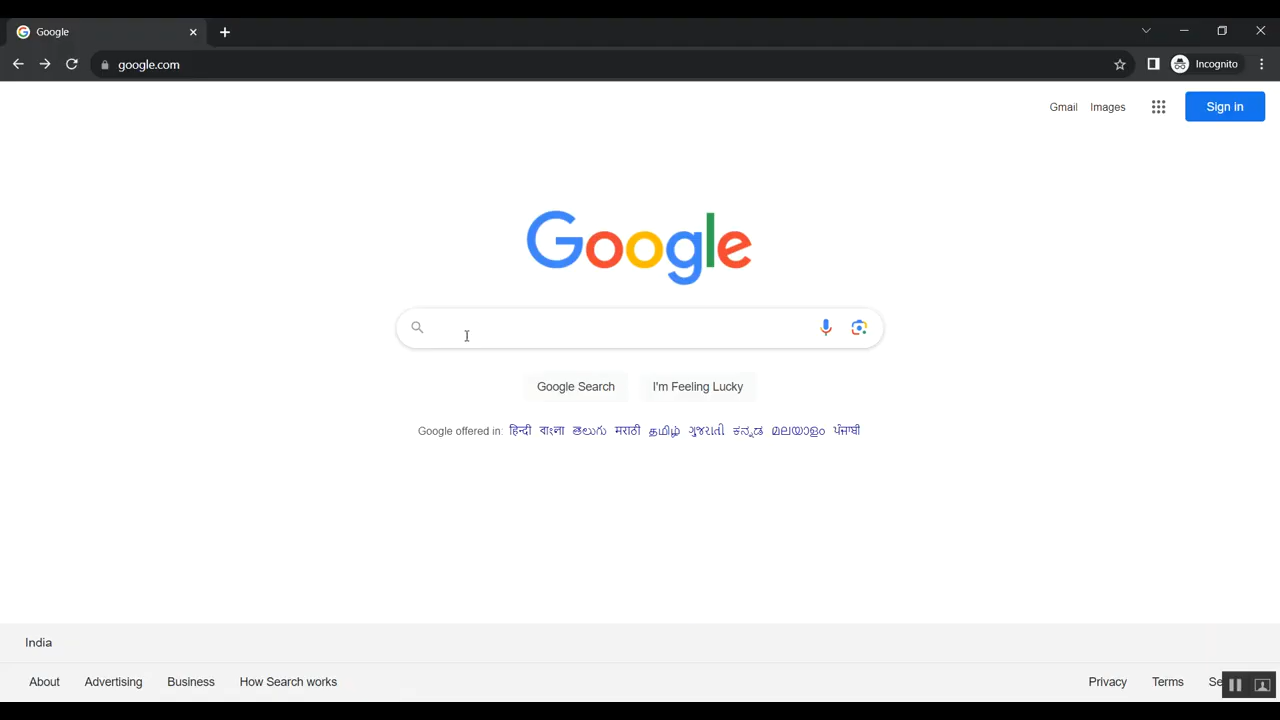 Google
google.com
Incognito
Gmail Images
Sign in
Google
Google Search I'm Feeling Lucky
Google offered in: हिन्दी বাংলা తెలుగు मराठी தமிழ் ગુજરાતી ಕನ್ನಡ മലയാളം ਪੰਜਾਬੀ
India
About Advertising Business How Search works Privacy Terms